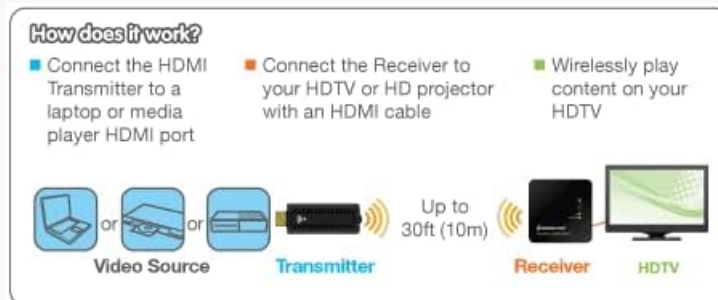 How does it work?
Connect the HDMI
Transmitter to a
laptop or media
player HDMI port
Connect the Receiver to
your HDTV or HD projector
with an HDMI cable
Wirelessly play
content on your
HDTV
or
or
Up to
30ft (10m)
Video Source
Transmitter
Receiver
HDTV